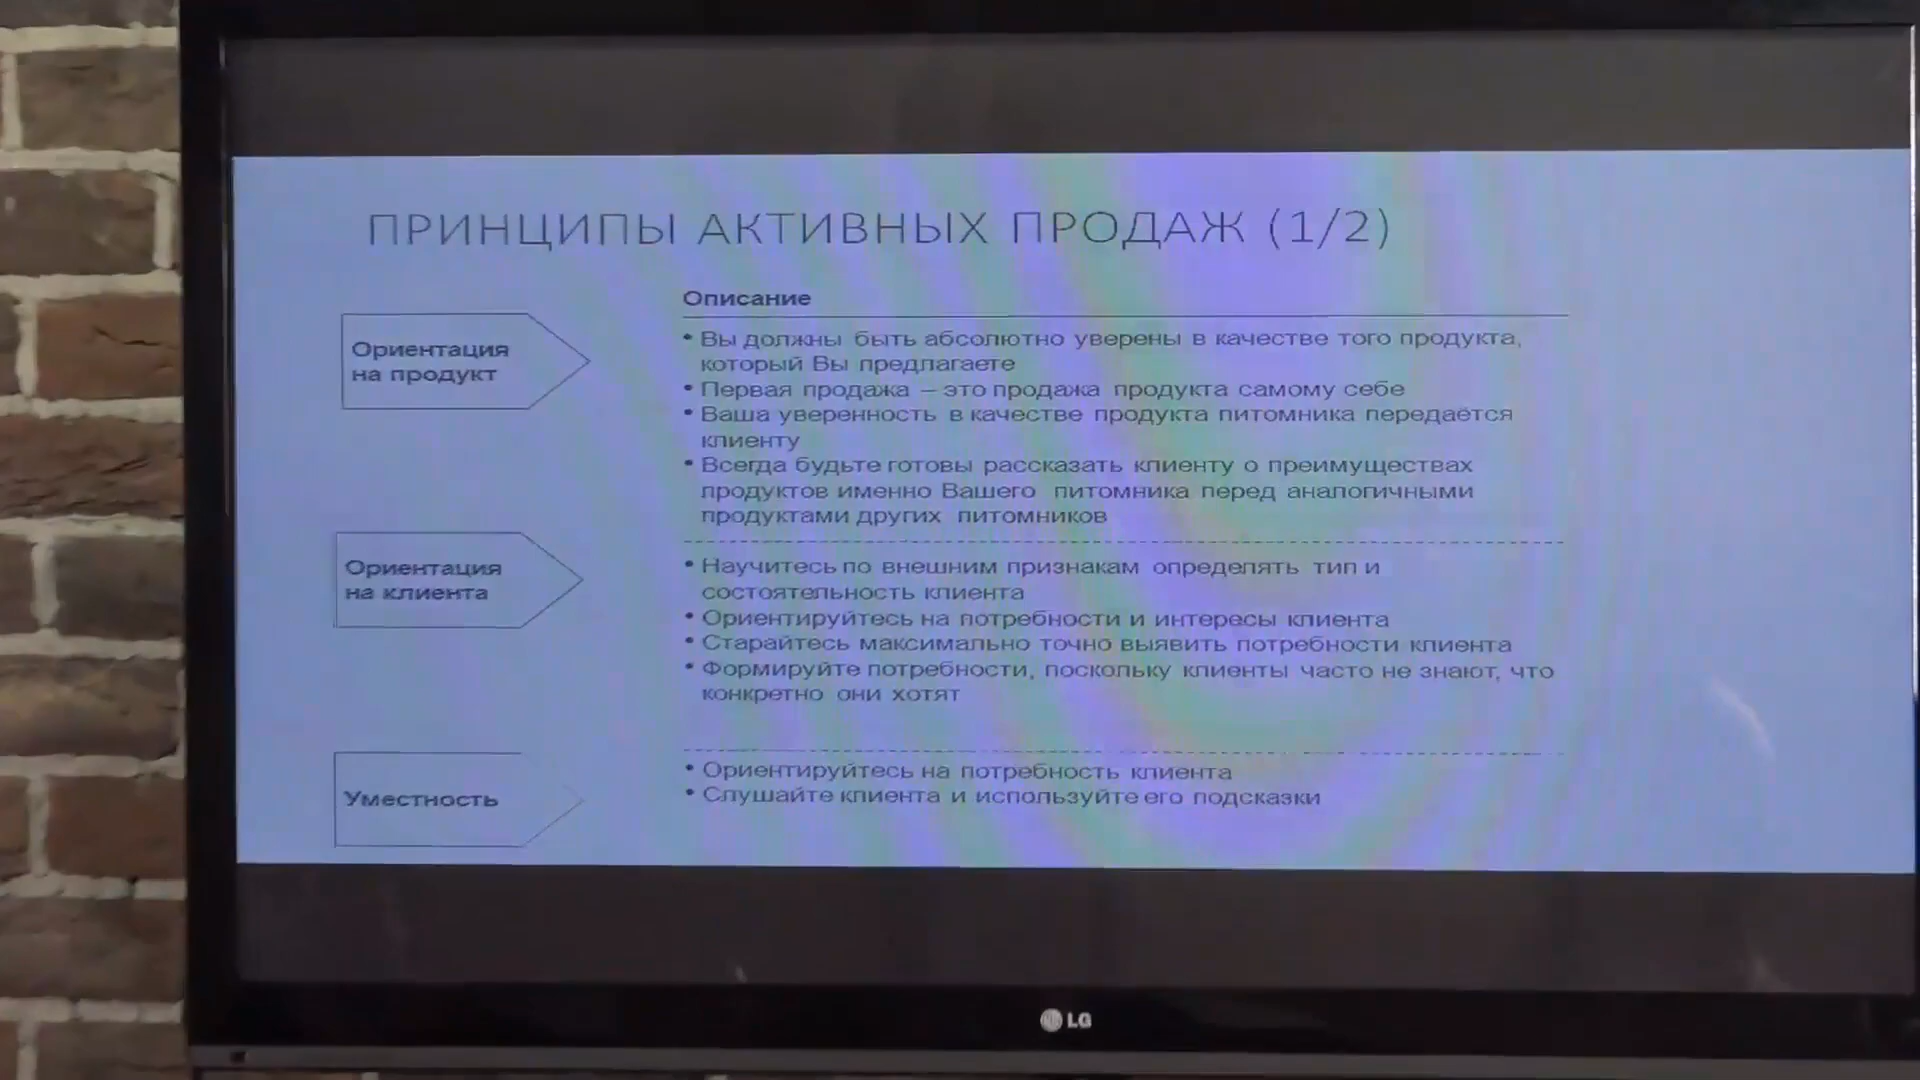 ПРИНЦИПЫ АКТИВНЫХ ПРОДАЖ (1/2)
Описание
Ориентация
на продукт
• Вы должны быть абсолютно уверены в качестве того продукта,
который Вы предлагаете
• Первая продажа – это продажа продукта самому себе
• Ваша уверенность в качестве продукта питомника передаётся
клиенту
• Всегда будьте готовы рассказать клиенту о преимуществах
продуктов именно Вашего питомника перед аналогичными
продуктами других питомников
Ориентация
на клиента
• Научитесь по внешним признакам определять тип и
состоятельность клиента
• Ориентируйтесь на потребности и интересы клиента
• Старайтесь максимально точно выявить потребности клиента
• Формируйте потребности, поскольку клиенты часто не знают, что
конкретно они хотят
Уместность
• Ориентируйтесь на потребность клиента
• Слушайте клиента и используйте его подсказки
LG